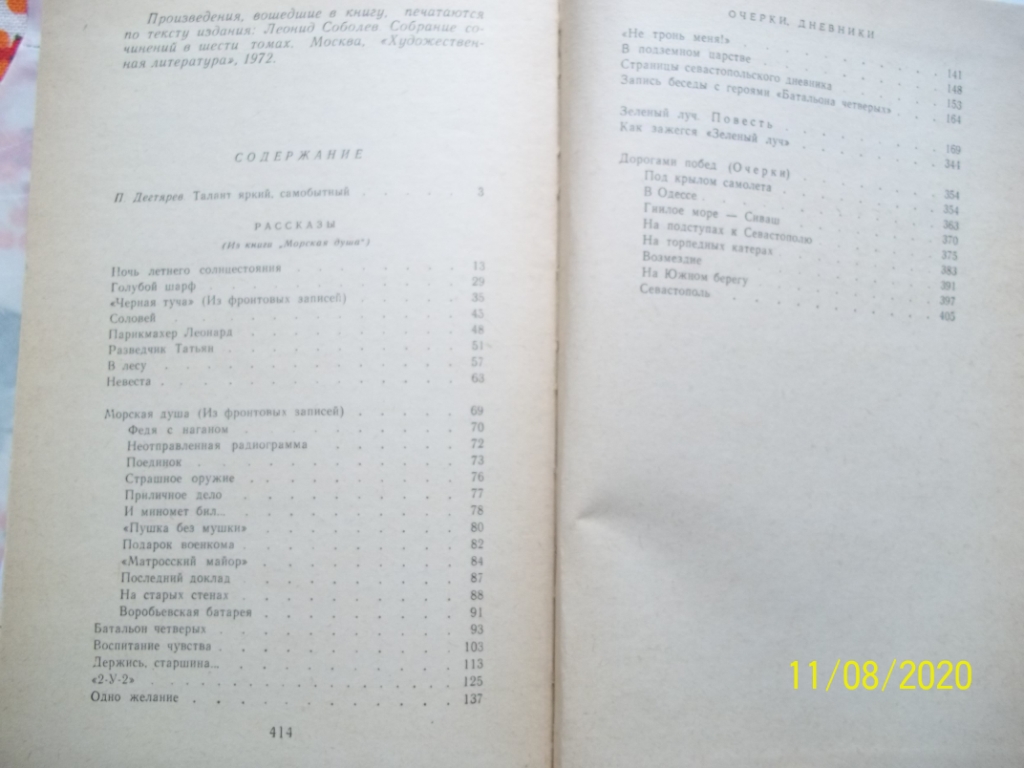 Произведения, вошедшие в книгу, печатаются
по тексту издания: Леонид Соболев Собрание со-
чинений в шести томах. Москва, «Художествен-
ная литература», 1972.
СОДЕРЖАНИЕ
П Дегтярев Талант яркий, самобытный . . . . . 3
РАССКАЗЫ
(Из книги „Морская душа")
Ночь летнего солнцестояния . . . . . 13
Голубой шарф . . . . . 29
«Черная туча» (Из фронтовых записей) . . . . . 35
Соловей . . . . . 45
Парикмахер Леонард . . . . . 48
Разведчик Татьян . . . . . 51
В лесу . . . . . 57
Невеста . . . . . 63
Морская душа (Из фронтовых записей) . . . . . 69
Федя с наганом . . . . . 70
Неотправленная радиограмма . . . . . 72
Поединок . . . . . 73
Страшное оружие . . . . . 76
Приличное дело . . . . . 77
И миномет бил... . . . . . 78
«Пушка без мушки» . . . . . 80
Подарок военкома . . . . . 82
«Матросский майор» . . . . . 84
Последний доклад . . . . . 87
На старых стенах . . . . . 88
Воробьевская батарея . . . . . 91
Батальон четверых . . . . . 93
Воспитание чувства . . . . . 103
Держись, старшина... . . . . . 113
«2-У-2» . . . . . 125
Одно желание . . . . . 137
414
ОЧЕРКИ, ДНЕВНИКИ
«Не тронь меня!» . . . . . 141
В подземном царстве . . . . . 148
Страницы севастопольского дневника . . . . . 153
Запись беседы с героями «Батальона четверых» . . . . . 164
Зеленый луч. Повесть . . . . . 169
Как зажегся «Зеленый луч» . . . . . 344
Дорогами побед (Очерки) . . . . . 354
Под крылом самолета . . . . . 354
В Одессе . . . . . 363
Гнилое море — Сиваш . . . . . 370
На подступах к Севастополю . . . . . 375
На торпедных катерах . . . . . 383
Возмездие . . . . . 391
На Южном берегу . . . . . 397
Севастополь . . . . . 405
11/08/2020